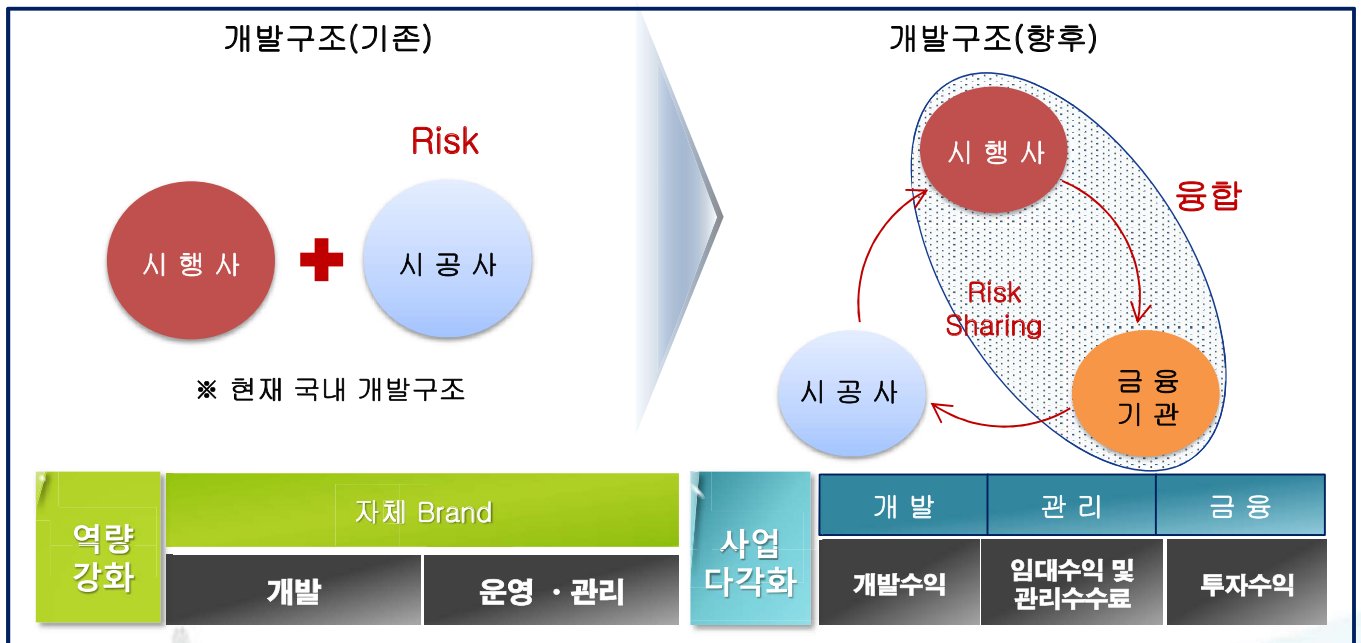 개발구조(기존)
Risk
시 행 사
시 공 사
※ 현재 국내 개발구조
개발구조(향후)
시 행 사
융합
Risk
Sharing
시 공 사
금 융
기 관
역량
강화
자체 Brand
개발
운영 · 관리
사업
다각화
개 발
관 리
금 융
개발수익
임대수익 및
관리수수료
투자수익